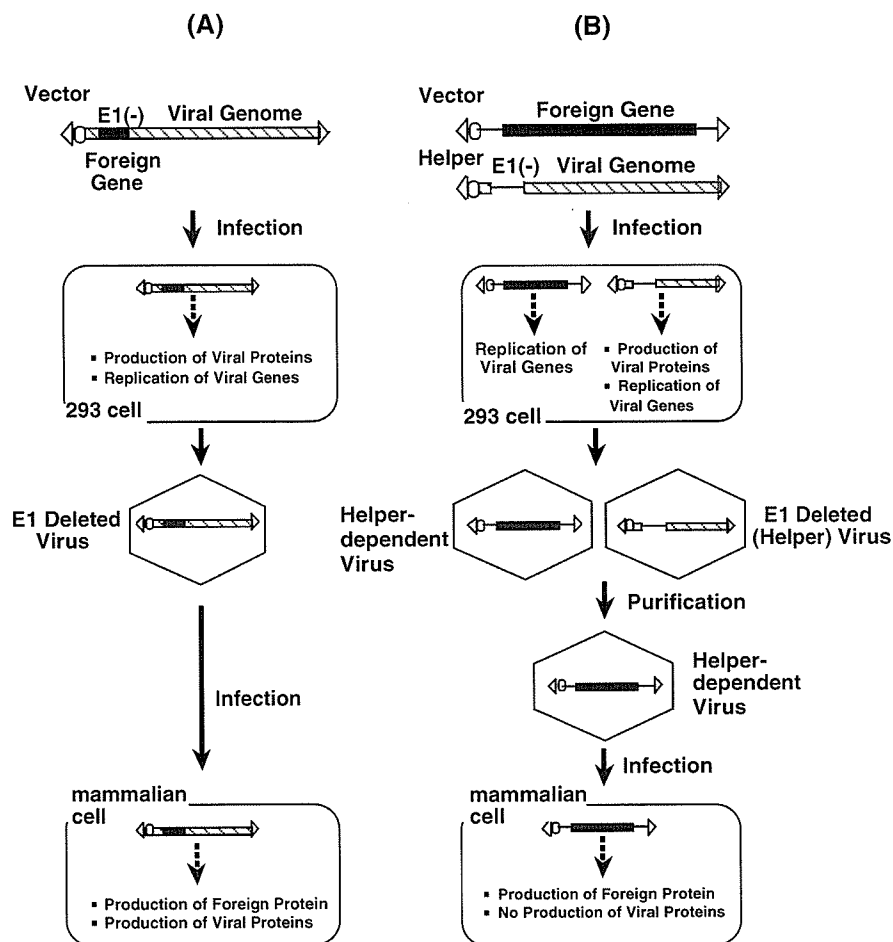 (A)
Vector
E1(-) Viral Genome
Foreign
Gene
Infection
▪ Production of Viral Proteins
▪ Replication of Viral Genes
293 cell
E1 Deleted
Virus
Infection
mammalian
cell
▪ Production of Foreign Protein
▪ Production of Viral Proteins
(B)
Vector
Foreign Gene
Helper
E1(-) Viral Genome
Infection
Replication of
Viral Genes
▪ Production of
Viral Proteins
▪ Replication of
Viral Genes
293 cell
Helper-
dependent
Virus
E1 Deleted
(Helper) Virus
Purification
Helper-
dependent
Virus
Infection
mammalian
cell
▪ Production of Foreign Protein
▪ No Production of Viral Proteins